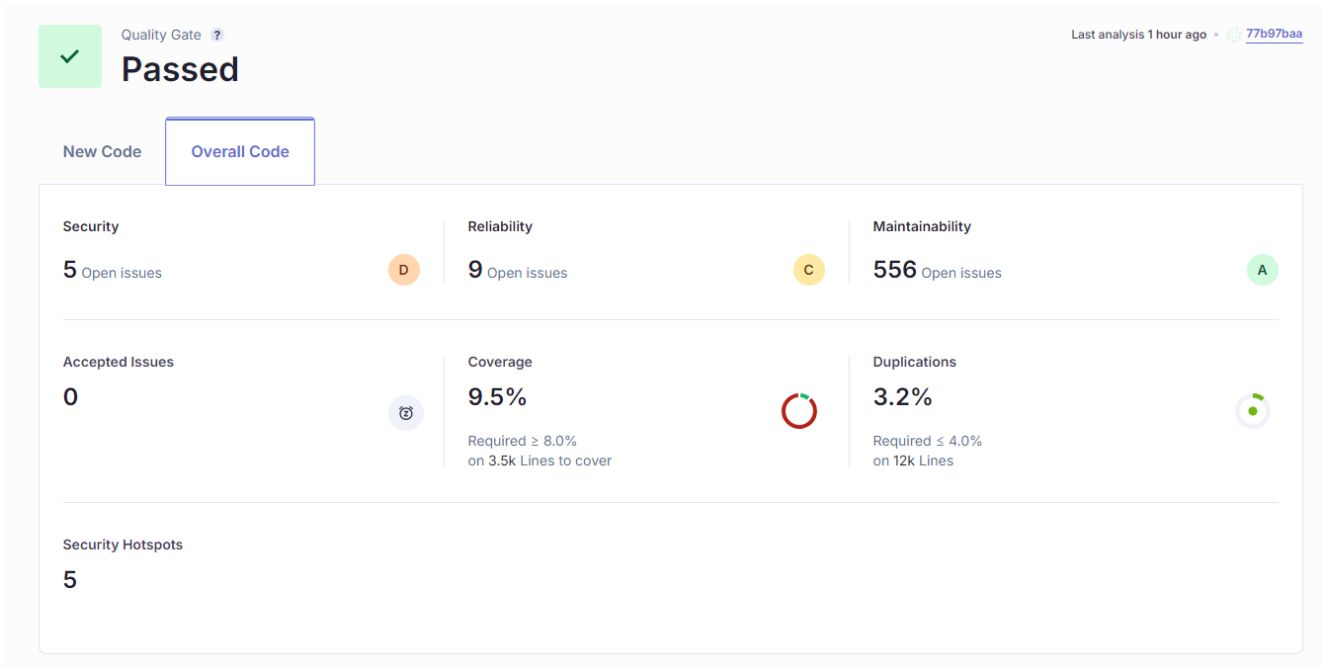 Quality Gate ?
Passed
Last analysis 1 hour ago • 77b97baa
New Code
Overall Code
Security
5 Open issues
D
Reliability
9 Open issues
C
Maintainability
556 Open issues
A
Accepted Issues
0
Coverage
9.5%
Required ≥ 8.0%
on 3.5k Lines to cover
Duplications
3.2%
Required ≤ 4.0%
on 12k Lines
Security Hotspots
5